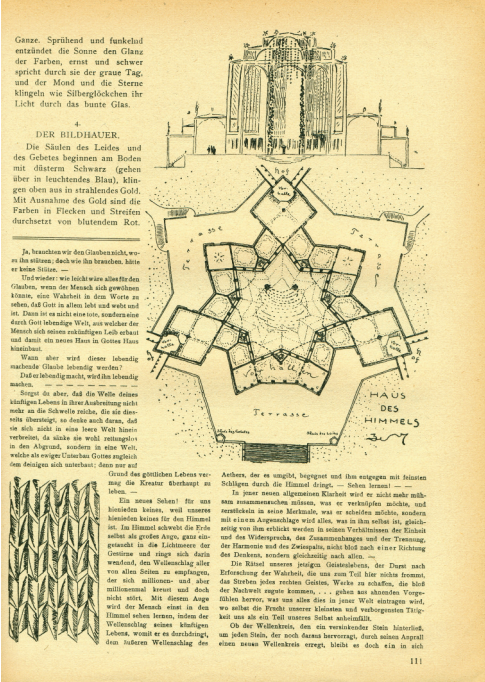 Ganze. Sprühend und funkelnd
entzündet die Sonne den Glanz
der Farben, ernst und schwer
spricht durch sie der graue Tag,
und der Mond und die Sterne
klingeln wie Silberglöckchen ihr
Licht durch das bunte Glas.
4.
DER BILDHAUER.
Die Säulen des Leides und
des Gebetes beginnen am Boden
mit düsterm Schwarz (gehen
über in leuchtendes Blau), klin-
gen oben aus in strahlendes Gold.
Mit Ausnahme des Gold sind die
Farben in Flecken und Streifen
durchsetzt von blutendem Rot.
Ja, brauchten wir den Glauben nicht, wo-
zu ihn stützen; doch wie ihn brauchen, hätte
er keine Stütze. —
Und wieder: wie leicht wäre alles für den
Glauben, wenn der Mensch sich gewöhnen
könnte, eine Wahrheit in dem Worte zu
sehen, daß Gott in allem lebt und webt und
ist. Dann ist es nicht eine tote, sondern eine
durch Gott lebendige Welt, aus welcher der
Mensch sich seinen zukünftigen Leib erbaut
und damit ein neues Haus in Gottes Haus
hineinbaut.
Wann aber wird dieser lebendig
machende Glaube lebendig werden?
Daß er lebendig macht, wird ihn lebendig
machen. — — — — — — — — — —
Sorgst du aber, daß die Welle deines
künftigen Lebens in ihrer Ausbreitung nicht
mehr an die Schwelle reiche, die sie dies-
seits übersteigt, so denke auch daran, daß
sie sich nicht in eine leere Welt hinein
verbreitet, da sänke sie wohl rettungslos
in den Abgrund, sondern in eine Welt,
welche als ewiger Unterbau Gottes zugleich
dem deinigen sich unterbaut; denn nur auf
Grund des göttlichen Lebens ver-
mag die Kreatur überhaupt zu
leben. —
Ein neues Sehen! für uns
hienieden keins, weil unseres
hienieden keins für den Himmel
ist. Im Himmel schwebt die Erde
selbst als großes Auge, ganz ein-
getaucht in die Lichtmeere der
Gestirne und rings sich darin
wendend, den Wellenschlag aller
von allen Seiten zu empfangen,
der sich millionen- und aber
millionenmal kreuzt und doch
nicht stört. Mit diesem Auge
wird der Mensch einst in den
Himmel sehen lernen, indem der
Wellenschlag seines künftigen
Lebens, womit er es durchdringt,
dem äußeren Wellenschlag des
Hof
Terrasse
Terrasse
Terrasse
HAUS
DES
HIMMELS
Aethers, der es umgibt, begegnet und ihm entgegen mit feinsten
Schlägen durch die Himmel dringt. — Sehen lernen! — —
In jener neuen allgemeinen Klarheit wird er nicht mehr müh-
sam zusammensuchen müssen, was er verknüpfen möchte, und
zerstückeln in seine Merkmale, was er scheiden möchte, sondern
mit einem Augenschlage wird alles, was in ihm selbst ist, gleich-
zeitig von ihm erblickt werden in seinen Verhältnissen der Einheit
und des Widerspruchs, des Zusammenhanges und der Trennung,
der Harmonie und des Zwiespalts, nicht bloß nach einer Richtung
des Denkens, sondern gleichzeitig nach allen. —
Die Rätsel unseres jetzigen Geisteslebens, der Durst nach
Erforschung der Wahrheit, die uns zum Teil hier nichts frommt,
das Streben jedes rechten Geistes, Werke zu schaffen, die bloß
der Nachwelt zugute kommen, . . . . gehen aus ahnenden Vorge-
fühlen hervor, was uns alles dies in jener Welt eintragen wird,
wo selbst die Frucht unserer kleinsten und verborgensten Tätig-
keit uns als ein Teil unseres Selbst anheimfällt.
Ob der Wellenkreis, den ein versinkender Stein hinterließ,
um jeden Stein, der noch daraus hervorragt, durch seinen Anprall
einen neuen Wellenkreis erregt, bleibt es doch ein in sich
111